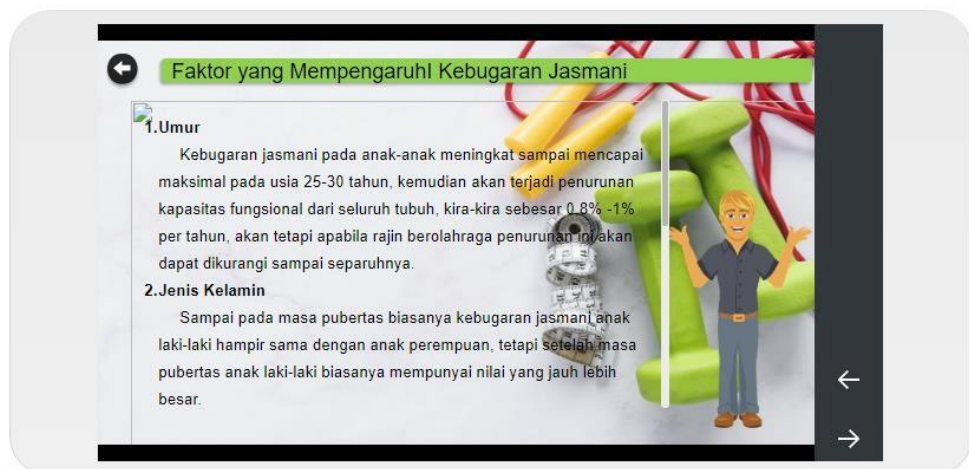 Faktor yang MempengaruhI Kebugaran Jasmani
1.Umur
Kebugaran jasmani pada anak-anak meningkat sampai mencapai
maksimal pada usia 25-30 tahun, kemudian akan terjadi penurunan
kapasitas fungsional dari seluruh tubuh, kira-kira sebesar 0.8% -1%
per tahun, akan tetapi apabila rajin berolahraga penurunan ini akan
dapat dikurangi sampai separuhnya.
2.Jenis Kelamin
Sampai pada masa pubertas biasanya kebugaran jasmani anak
laki-laki hampir sama dengan anak perempuan, tetapi setelah masa
pubertas anak laki-laki biasanya mempunyai nilai yang jauh lebih
besar.